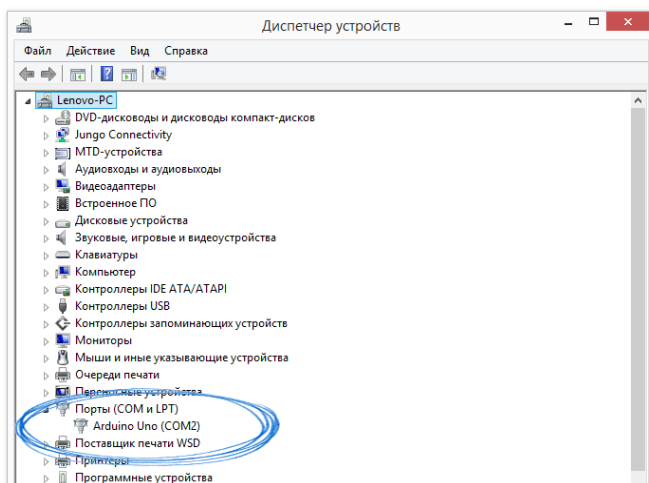 Диспетчер устройств
Файл Действие Вид Справка
Lenovo-PC
DVD-дисководы и дисководы компакт-дисков
Jungo Connectivity
MTD-устройства
Аудиовходы и аудиовыходы
Видеоадаптеры
Встроенное ПО
Дисковые устройства
Звуковые, игровые и видеоустройства
Клавиатуры
Компьютер
Контроллеры IDE ATA/ATAPI
Контроллеры USB
Контроллеры запоминающих устройств
Мониторы
Мыши и иные указывающие устройства
Очереди печати
Переносные устройства
Порты (COM и LPT)
Arduino Uno (COM2)
Поставщик печати WSD
Принтеры
Программные устройства